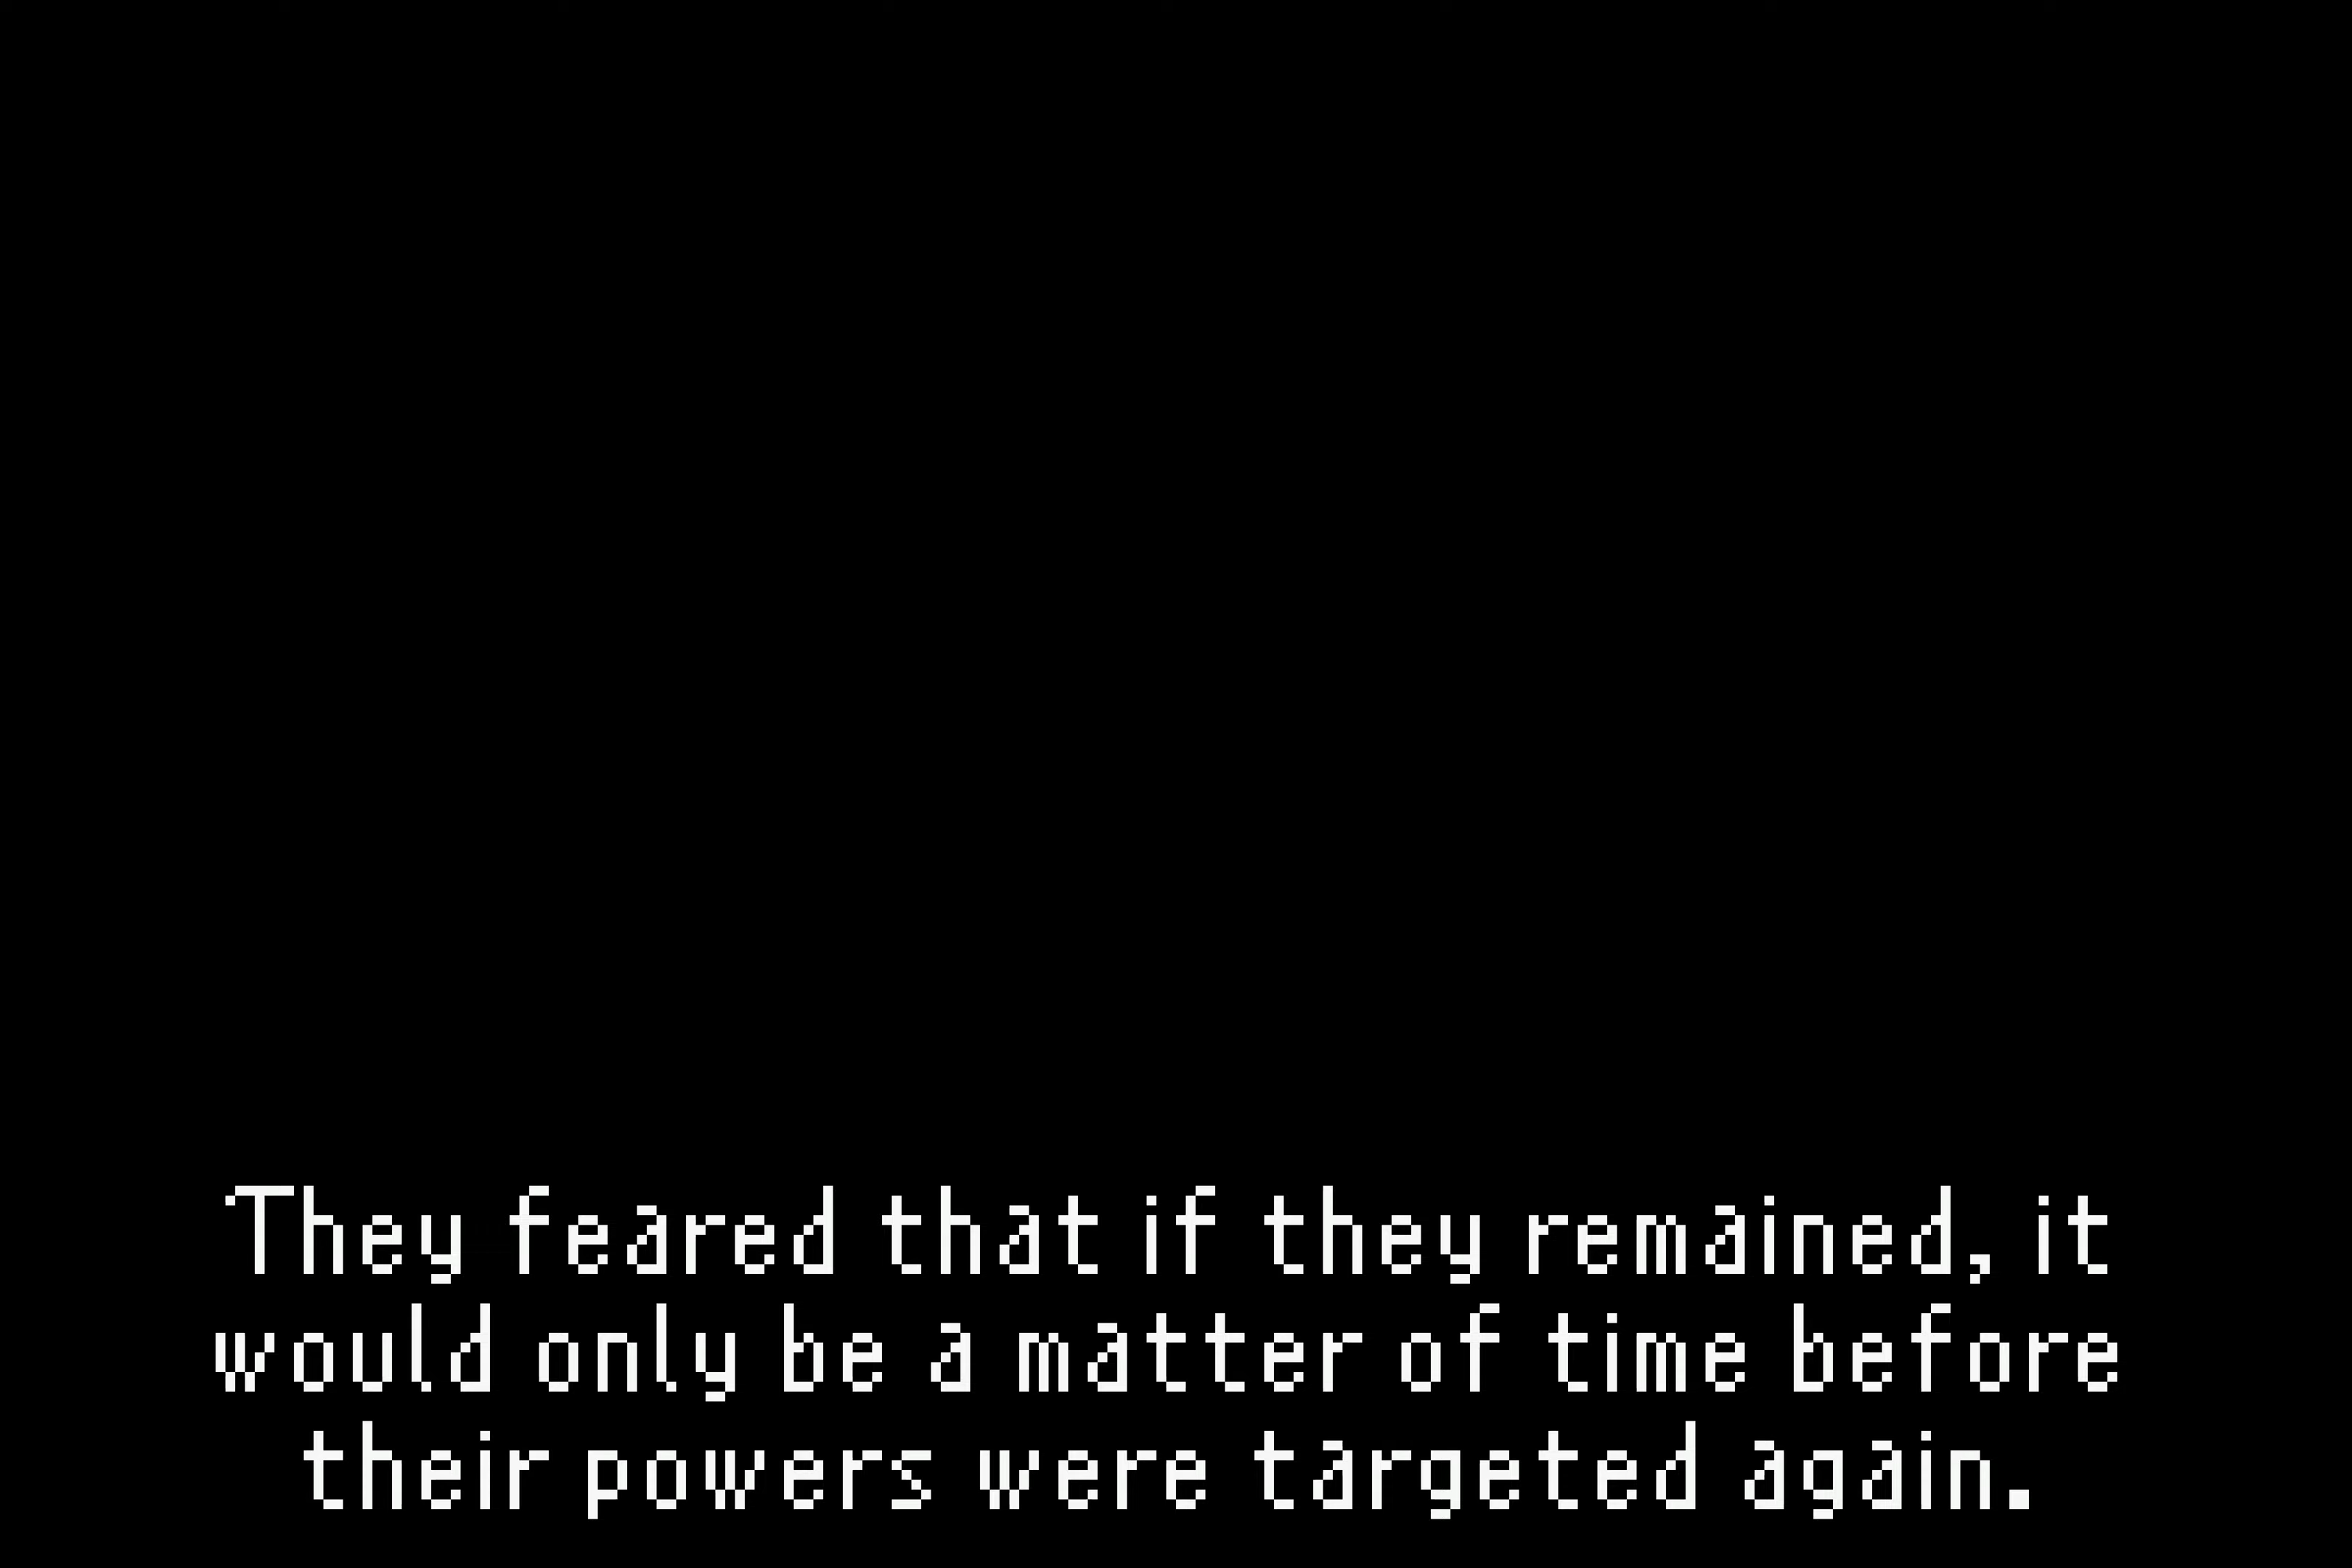 They feared that if they remained, it
would only be a matter of time before
their powers were targeted again.